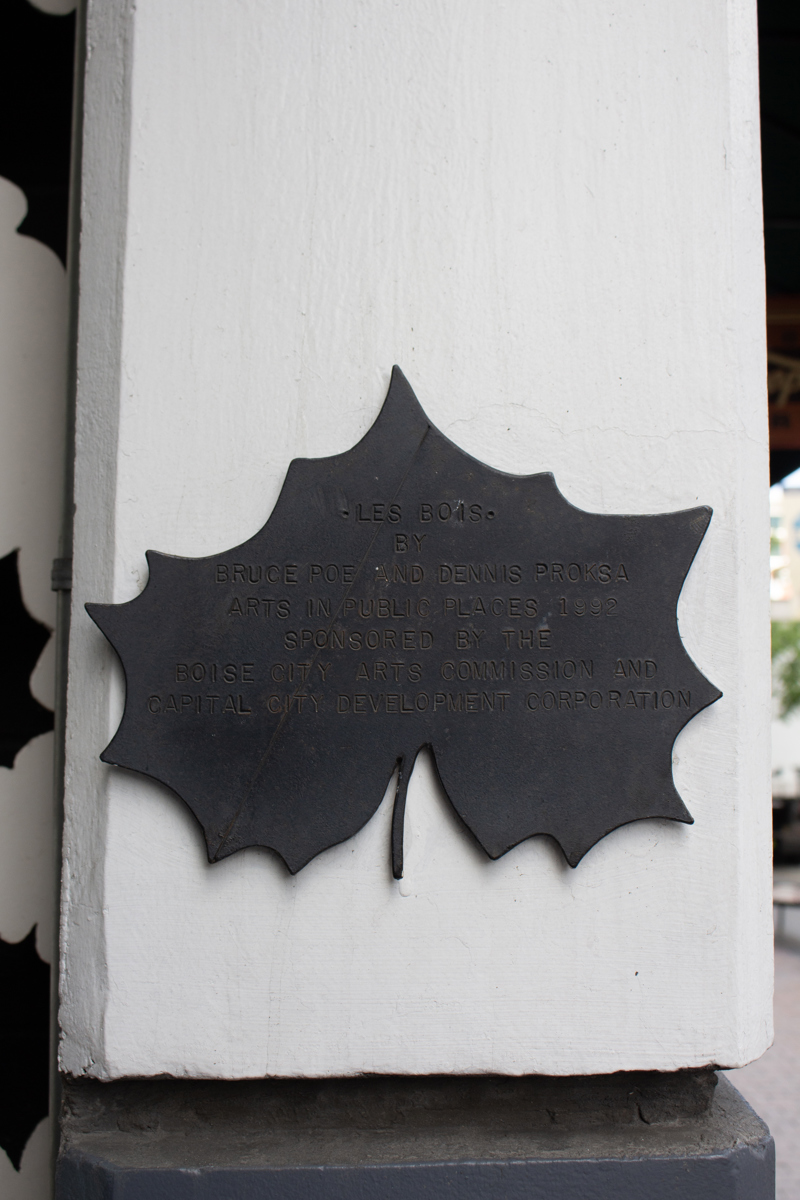 ·LES BOIS·
BY
BRUCE POE AND DENNIS PROKSA
ARTS IN PUBLIC PLACES 1992
SPONSORED BY THE
BOISE CITY ARTS COMMISSION AND
CAPITAL CITY DEVELOPMENT CORPORATION